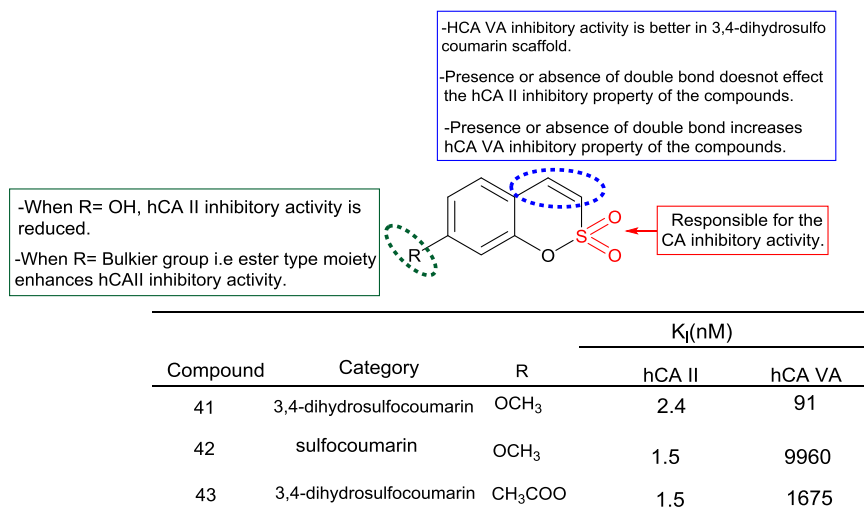 -HCA VA inhibitory activity is better in 3,4-dihydrosulfo
coumarin scaffold.
-Presence or absence of double bond doesnot effect
the hCA II inhibitory property of the compounds.
-Presence or absence of double bond increases
hCA VA inhibitory property of the compounds.
-When R= OH, hCA II inhibitory activity is
reduced.
-When R= Bulkier group i.e ester type moiety
enhances hCAII inhibitory activity.
R
O
S
O
O
Responsible for the
CA inhibitory activity.
K_I(nM)
Compound Category R hCA II hCA VA
41 3,4-dihydrosulfocoumarin OCH₃ 2.4 91
42 sulfocoumarin OCH₃ 1.5 9960
43 3,4-dihydrosulfocoumarin CH₃COO 1.5 1675